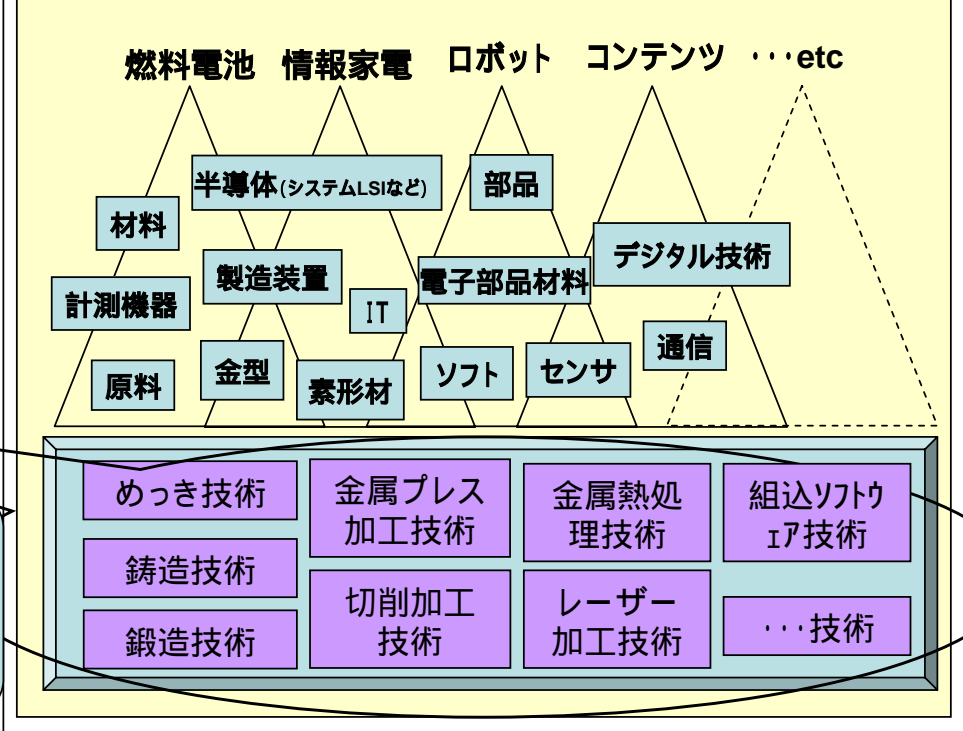 燃料電池 情報家電 ロボット コンテンツ ・・・etc
半導体(システムLSIなど)
部品
材料
デジタル技術
製造装置
電子部品材料
計測機器
IT
通信
金型
ソフト
センサ
原料
素形材
めっき技術
金属プレス
加工技術
金属熱処
理技術
組込ソフトウ
ェア技術
鋳造技術
切削加工
技術
レーザー
加工技術
・・・技術
鍛造技術